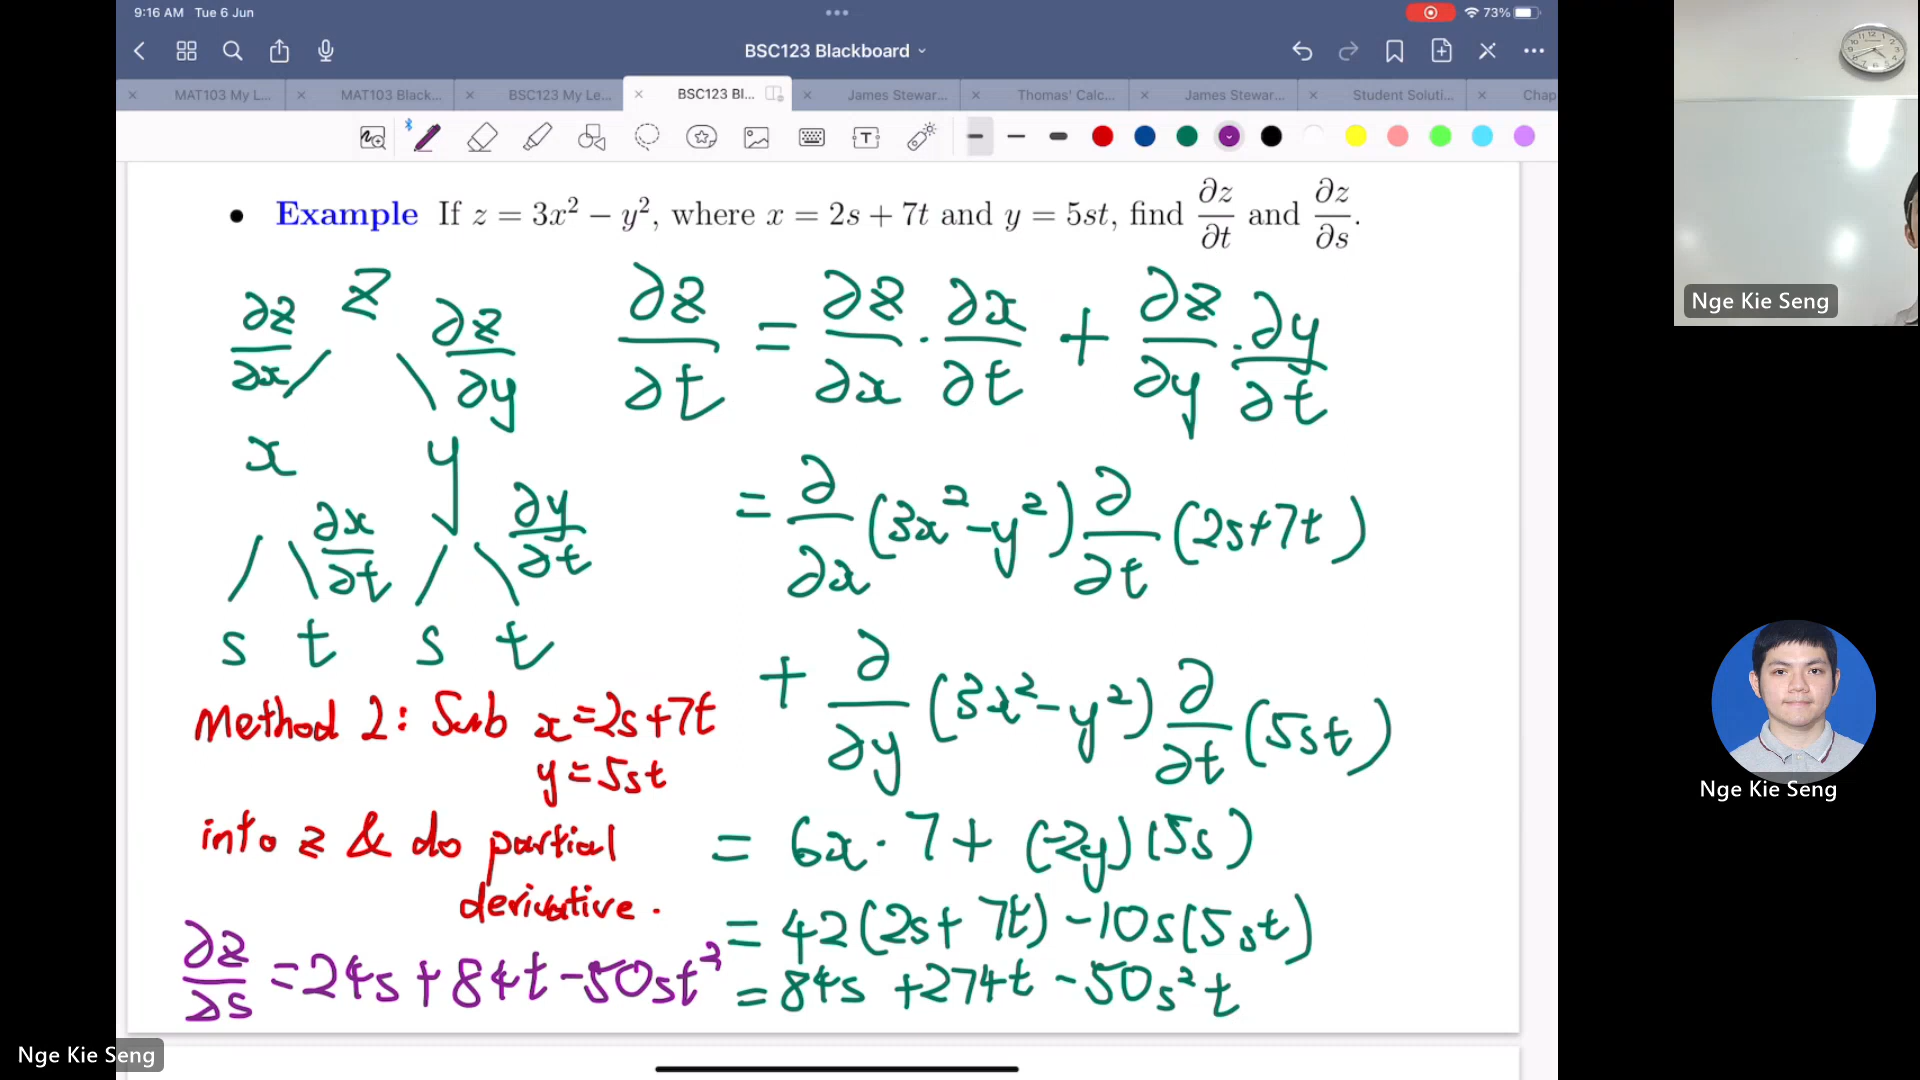 9:16 AM Tue 6 Jun
73%
BSC123 Blackboard
MAT103 My L...
MAT103 Black...
BSC123 My Le...
BSC123 Bl...
James Stewar...
Thomas' Calc...
James Stewar...
Student Soluti...
Chap
• Example If z = 3x² − y², where x = 2s + 7t and y = 5st, find ∂z/∂t and ∂z/∂s.
z
∂z/∂x ∂z/∂y
x y
∂x/∂t ∂y/∂t
s t s t
∂z/∂t = ∂z/∂x · ∂x/∂t + ∂z/∂y · ∂y/∂t
= ∂/∂x (3x²−y²) ∂/∂t (2s+7t)
+ ∂/∂y (3x²−y²) ∂/∂t (5st)
= 6x·7 + (−2y)(5s)
= 42(2s+7t) −10s(5st)
= 84s +274t −50s²t
Method 2: Sub x=2s+7t
y=5st
into z & do partial
derivative.
∂z/∂s =24s+84t−50st²
Nge Kie Seng
Nge Kie Seng
Nge Kie Seng